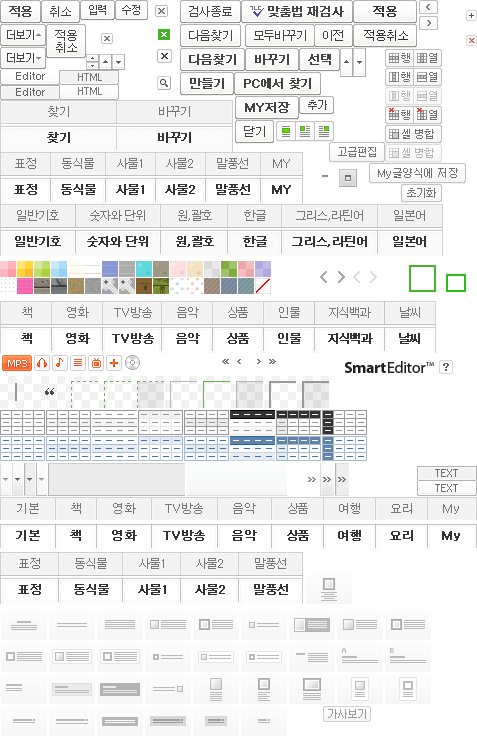 적용 취소 입력 수정 검사종료 맞춤법 재검사 적용
더보기 적용 취소 다음찾기 모두바꾸기 이전 적용취소
더보기 다음찾기 바꾸기 선택 행 열
Editor HTML 만들기 PC에서 찾기 행 열
Editor HTML MY저장 추가 행 열
찾기 바꾸기 행 열
찾기 바꾸기 닫기 셀 병합
고급편집 셀 병합
표정 동식물 사물1 사물2 말풍선 MY My글양식에 저장
표정 동식물 사물1 사물2 말풍선 MY 초기화
일반기호 숫자와 단위 원,괄호 한글 그리스,라틴어 일본어
일반기호 숫자와 단위 원,괄호 한글 그리스,라틴어 일본어
책 영화 TV방송 음악 상품 인물 지식백과 날씨
책 영화 TV방송 음악 상품 인물 지식백과 날씨
MP3 SmartEditor™ ?
TEXT
TEXT
기본 책 영화 TV방송 음악 상품 여행 요리 My
기본 책 영화 TV방송 음악 상품 여행 요리 My
표정 동식물 사물1 사물2 말풍선
표정 동식물 사물1 사물2 말풍선
A B
가사보기